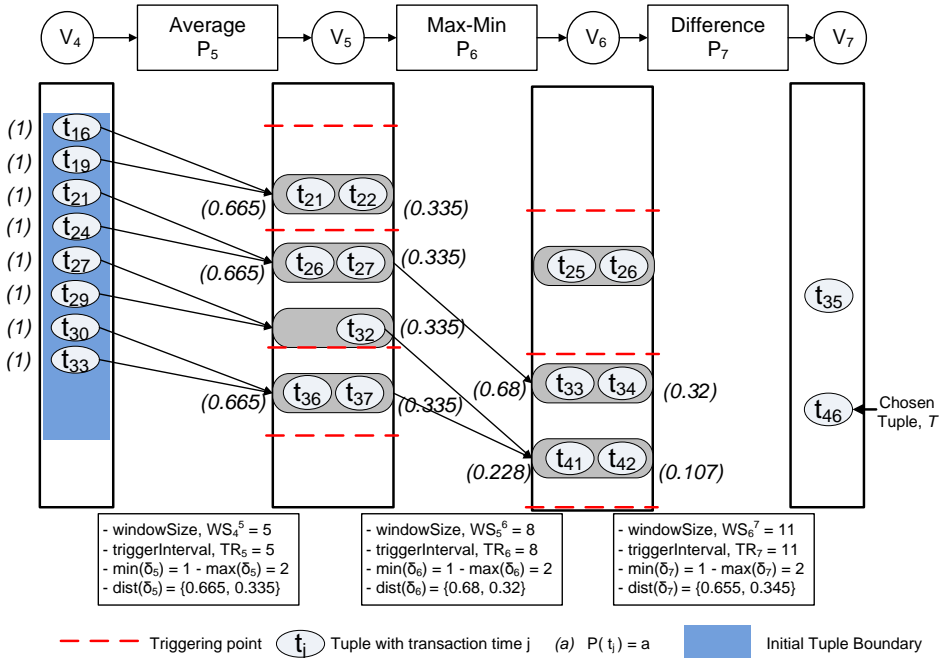 V4 Average P5 V5 Max-Min P6 V6 Difference P7 V7
(1) t16
(1) t19
(1) t21
(1) t24
(1) t27
(1) t29
(1) t30
(1) t33
(0.665) t21 t22 (0.335)
(0.665) t26 t27 (0.335)
t32 (0.335)
(0.665) t36 t37 (0.335)
t25 t26
(0.68) t33 t34 (0.32)
(0.228) t41 t42 (0.107)
t35
t46
Chosen
Tuple, T
- windowSize, WS4^5 = 5
- triggerInterval, TR5 = 5
- min(δ5) = 1 - max(δ5) = 2
- dist(δ5) = {0.665, 0.335}
- windowSize, WS5^6 = 8
- triggerInterval, TR6 = 8
- min(δ6) = 1 - max(δ6) = 2
- dist(δ6) = {0.68, 0.32}
- windowSize, WS6^7 = 11
- triggerInterval, TR7 = 11
- min(δ7) = 1 - max(δ7) = 2
- dist(δ7) = {0.655, 0.345}
Triggering point tj Tuple with transaction time j (a) P( tj) = a Initial Tuple Boundary